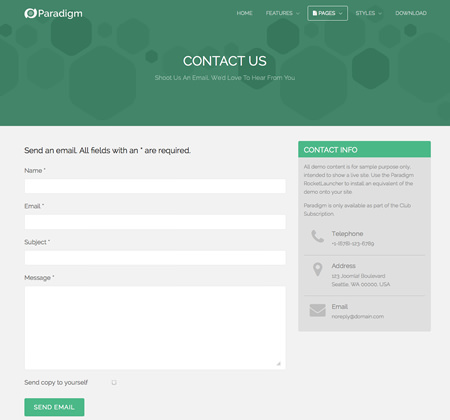 Paradigm
HOME FEATURES PAGES STYLES DOWNLOAD
CONTACT US
Shoot Us An Email, We'd Love To Hear From You
Send an email. All fields with an * are required.
Name *
Email *
Subject *
Message *
Send copy to yourself
SEND EMAIL
CONTACT INFO
All demo content is for sample purpose only,
intended to show a live site. Use the Paradigm
RocketLauncher to install an equivalent of the
demo onto your site.
Paradigm is only available as part of the Club
Subscription.
Telephone
+1-(678)-123-6789
Address
123 Joomla! Boulevard
Seattle, WA 00000, USA
Email
noreply@domain.com